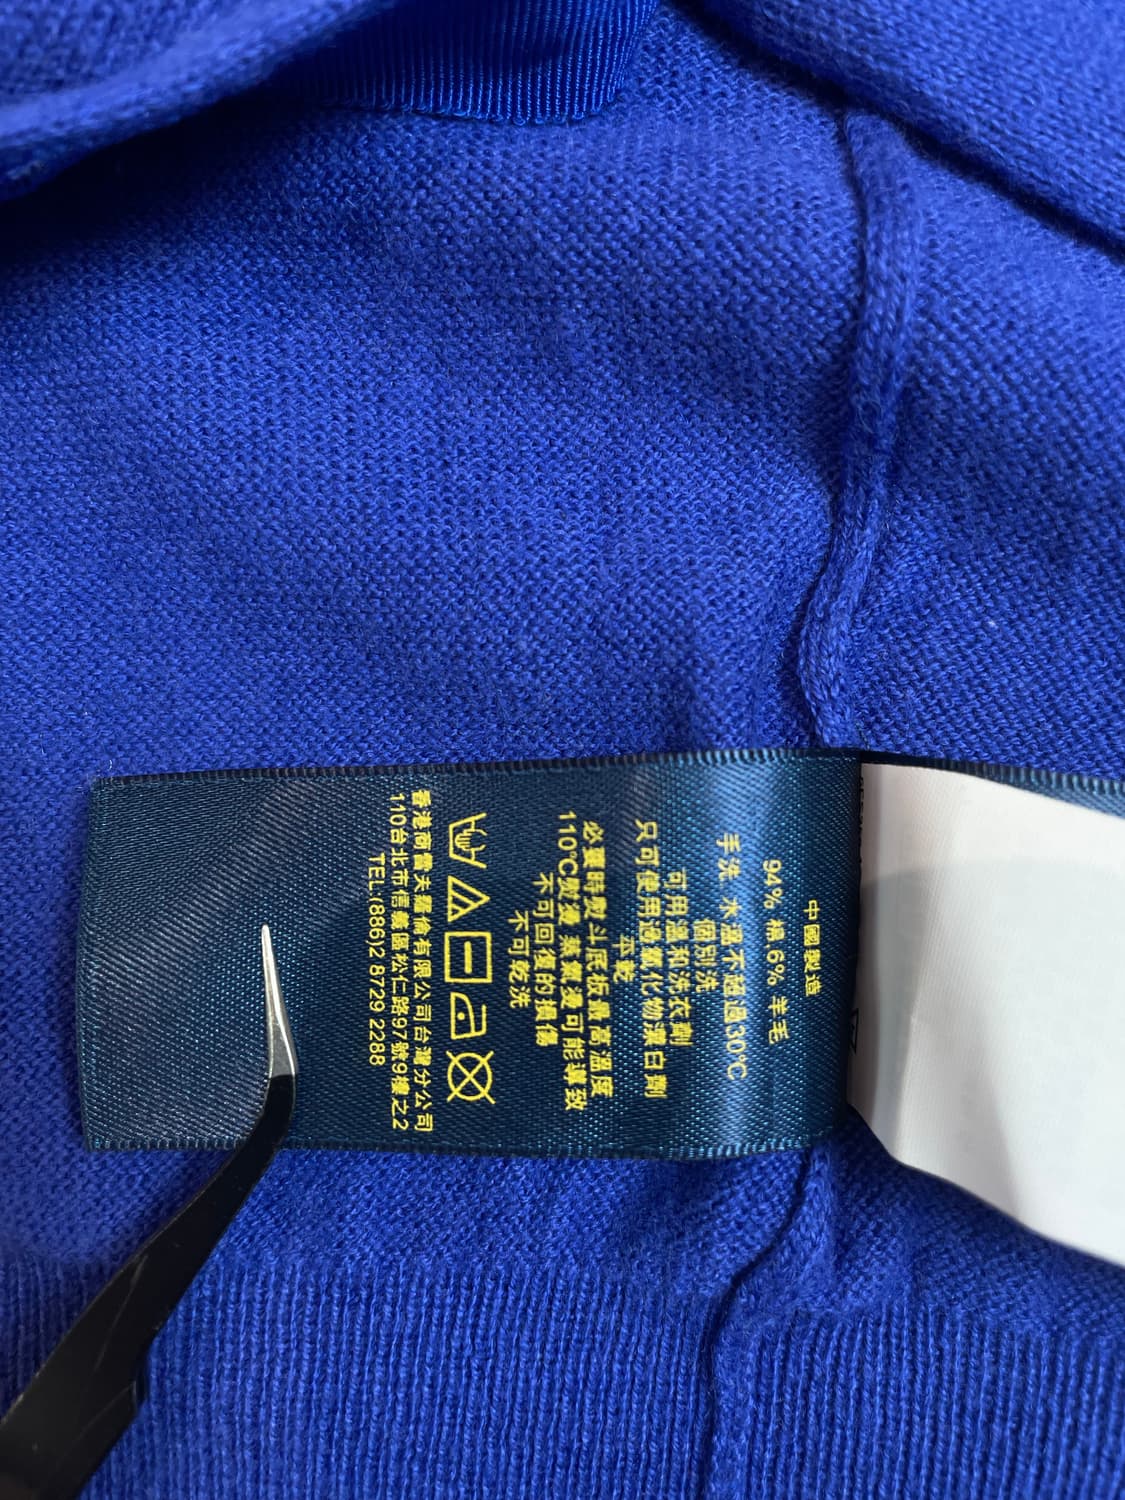 中國製造
94% 棉,6% 羊毛
手洗 水溫不超過30°C
個別洗
可用溫和洗衣劑
只可使用過氧化物漂白劑
平乾
必要時熨斗底板最高溫度
110°C熨燙 蒸氣燙可能導致
不可回復的損傷
不可乾洗
香港商雷夫羅倫有限公司台灣分公司
110台北市信義區松仁路97號9樓之2
TEL:(886)2 8729 2288